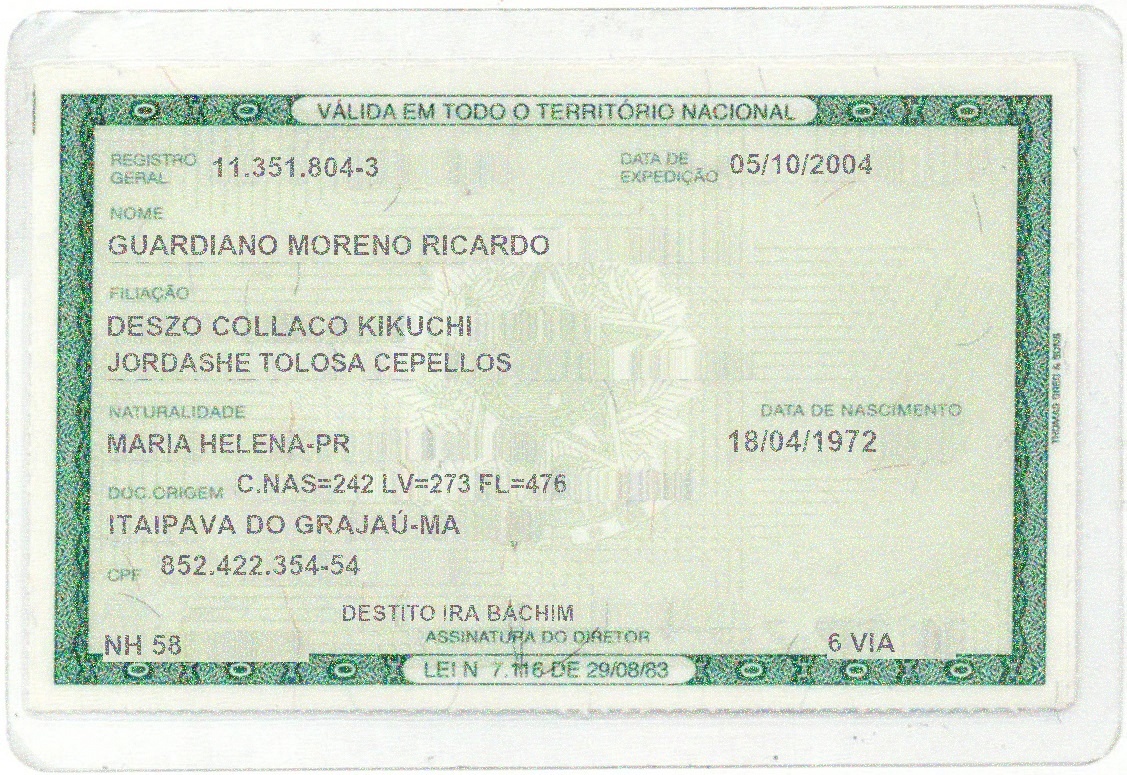 VÁLIDA EM TODO O TERRITÓRIO NACIONAL
REGISTRO GERAL 11.351.804-3 DATA DE EXPEDIÇÃO 05/10/2004
NOME
GUARDIANO MORENO RICARDO
FILIAÇÃO
DESZO COLLACO KIKUCHI
JORDASHE TOLOSA CEPELLOS
NATURALIDADE DATA DE NASCIMENTO
MARIA HELENA-PR 18/04/1972
DOC.ORIGEM C.NAS=242 LV=273 FL=476
ITAIPAVA DO GRAJAÚ-MA
CPF 852.422.354-54
DESTITO IRA BACHIM
NH 58 ASSINATURA DO DIRETOR 6 VIA
LEI N 7.116 DE 29/08/83
THOMAS GREG & SONS